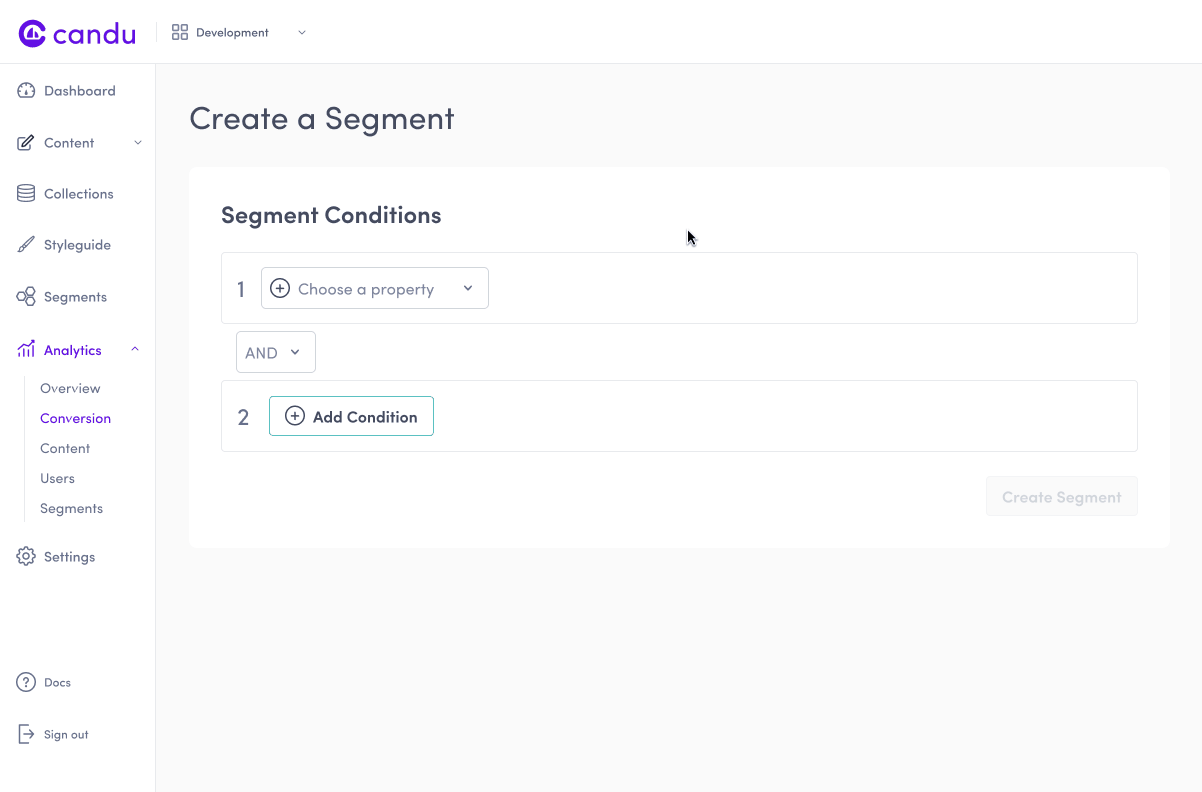 candu
Development
Dashboard
Content
Collections
Styleguide
Segments
Analytics
Overview
Conversion
Content
Users
Segments
Settings
Docs
Sign out
Create a Segment
Segment Conditions
1 Choose a property
AND
2 Add Condition
Create Segment